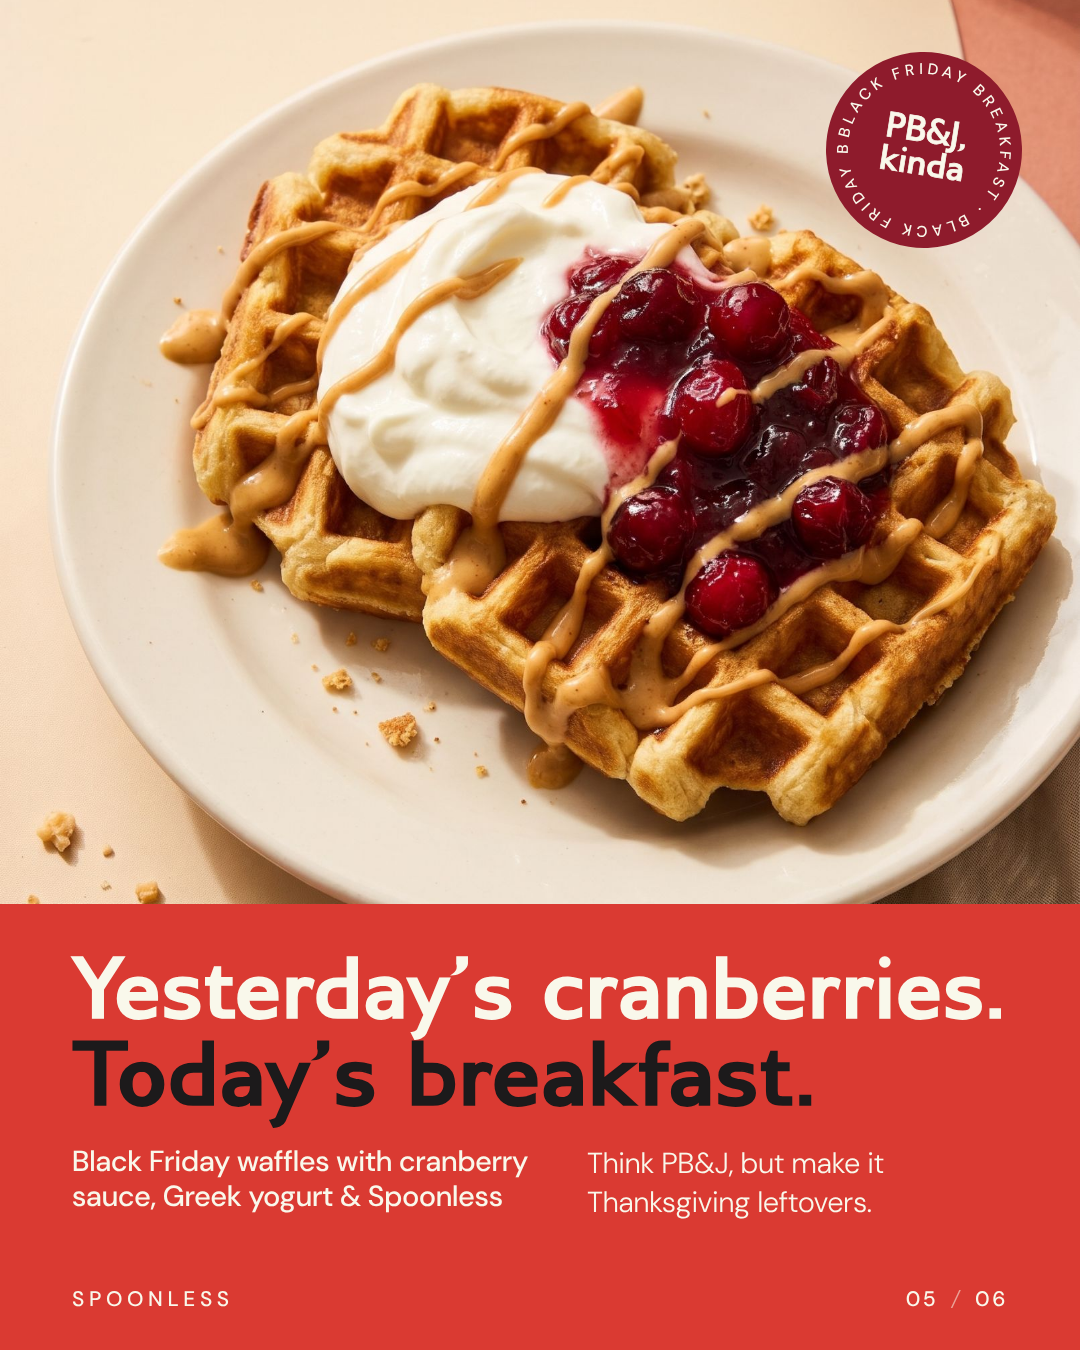 BLACK FRIDAY BREAKFAST · BLACK FRIDAY B
PB&J,
kinda
Yesterday’s cranberries.
Today’s breakfast.
Black Friday waffles with cranberry
sauce, Greek yogurt & Spoonless
Think PB&J, but make it
Thanksgiving leftovers.
SPOONLESS
05 / 06